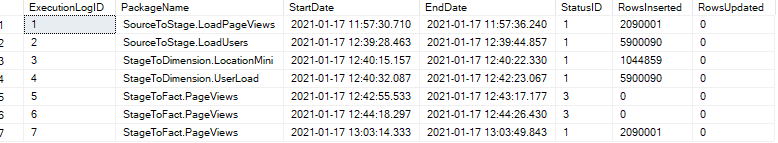 ExecutionLogID PackageName StartDate EndDate StatusID RowsInserted RowsUpdated
1 1 SourceToStage.LoadPageViews 2021-01-17 11:57:30.710 2021-01-17 11:57:36.240 1 2090001 0
2 2 SourceToStage.LoadUsers 2021-01-17 12:39:28.463 2021-01-17 12:39:44.857 1 5900090 0
3 3 StageToDimension.LocationMini 2021-01-17 12:40:15.157 2021-01-17 12:40:22.330 1 1044859 0
4 4 StageToDimension.UserLoad 2021-01-17 12:40:32.087 2021-01-17 12:42:23.067 1 5900090 0
5 5 StageToFact.PageViews 2021-01-17 12:42:55.533 2021-01-17 12:43:17.177 3 0 0
6 6 StageToFact.PageViews 2021-01-17 12:44:18.297 2021-01-17 12:44:26.430 3 0 0
7 7 StageToFact.PageViews 2021-01-17 13:03:14.333 2021-01-17 13:03:49.843 1 2090001 0